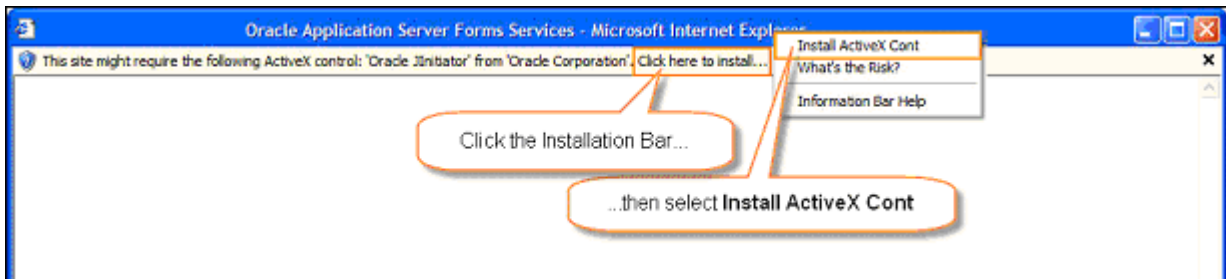 Oracle Application Server Forms Services - Microsoft Internet Explorer
This site might require the following ActiveX control: 'Oracle JInitiator' from 'Oracle Corporation'. Click here to install...
Install ActiveX Cont
What's the Risk?
Information Bar Help
Click the Installation Bar...
...then select Install ActiveX Cont